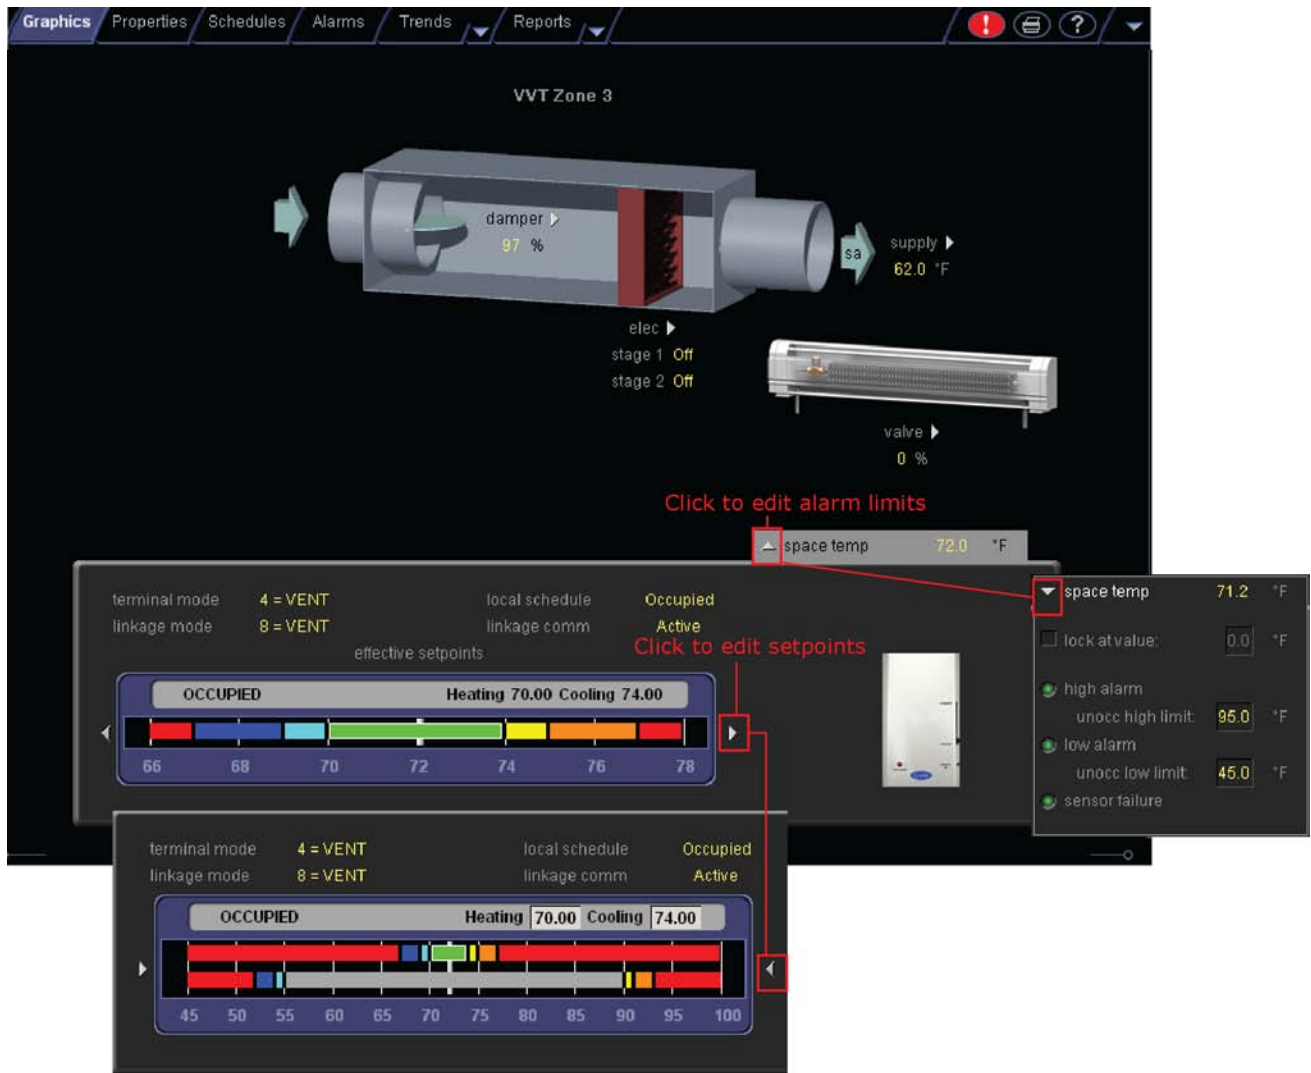 Graphics Properties Schedules Alarms Trends Reports ! ?
VVT Zone 3
damper
97 %
sa
supply
62.0 °F
elec
stage 1 Off
stage 2 Off
valve
0 %
Click to edit alarm limits
space temp 72.0 °F
terminal mode 4 = VENT local schedule Occupied
linkage mode 8 = VENT linkage comm Active
effective setpoints
Click to edit setpoints
OCCUPIED Heating 70.00 Cooling 74.00
66 68 70 72 74 76 78
space temp 71.2 °F
lock at value: 0.0 °F
high alarm
unocc high limit: 95.0 °F
low alarm
unocc low limit: 45.0 °F
sensor failure
terminal mode 4 = VENT local schedule Occupied
linkage mode 8 = VENT linkage comm Active
OCCUPIED Heating 70.00 Cooling 74.00
45 50 55 60 65 70 75 80 85 90 95 100